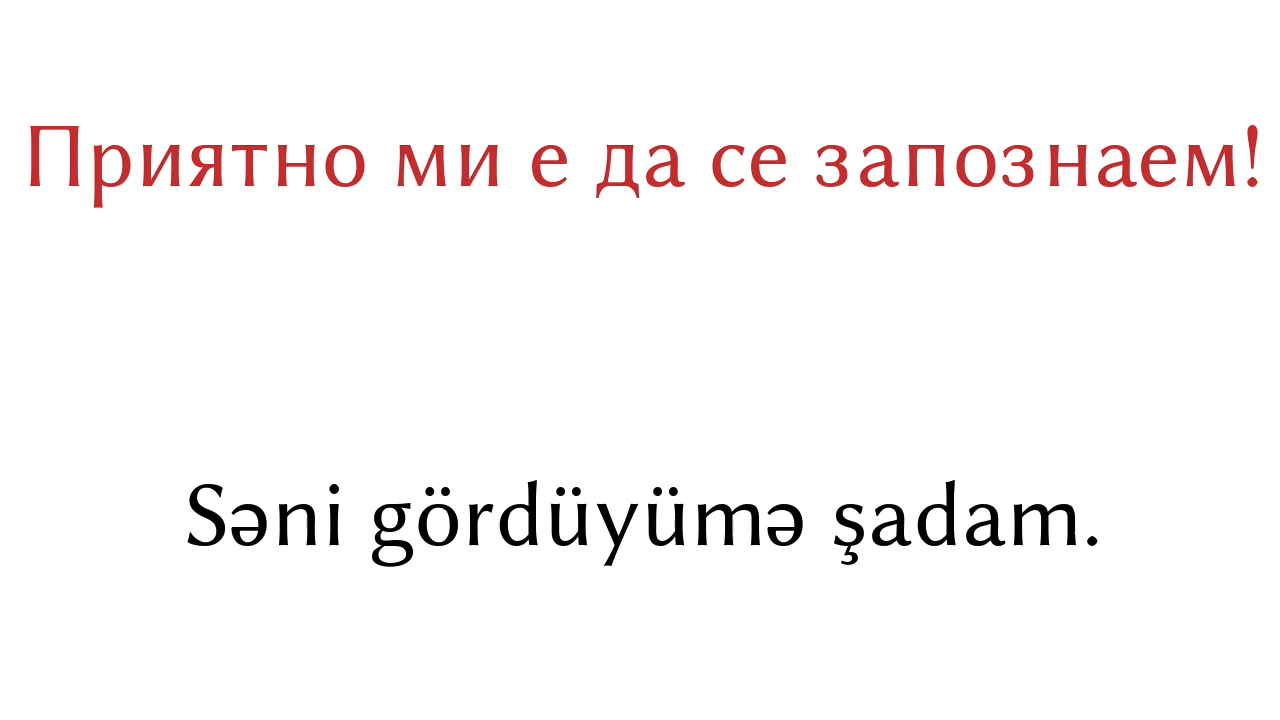 Приятно ми е да се запознаем!
Səni gördüyümə şadam.